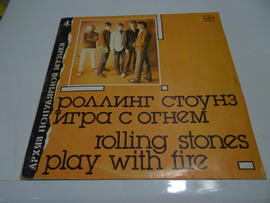 АРХИВ ПОПУЛЯРНОЙ МУЗЫКИ 4
РОЛЛИНГ СТОУНЗ
ИГРА С ОГНЕМ
rolling stones
play with fire